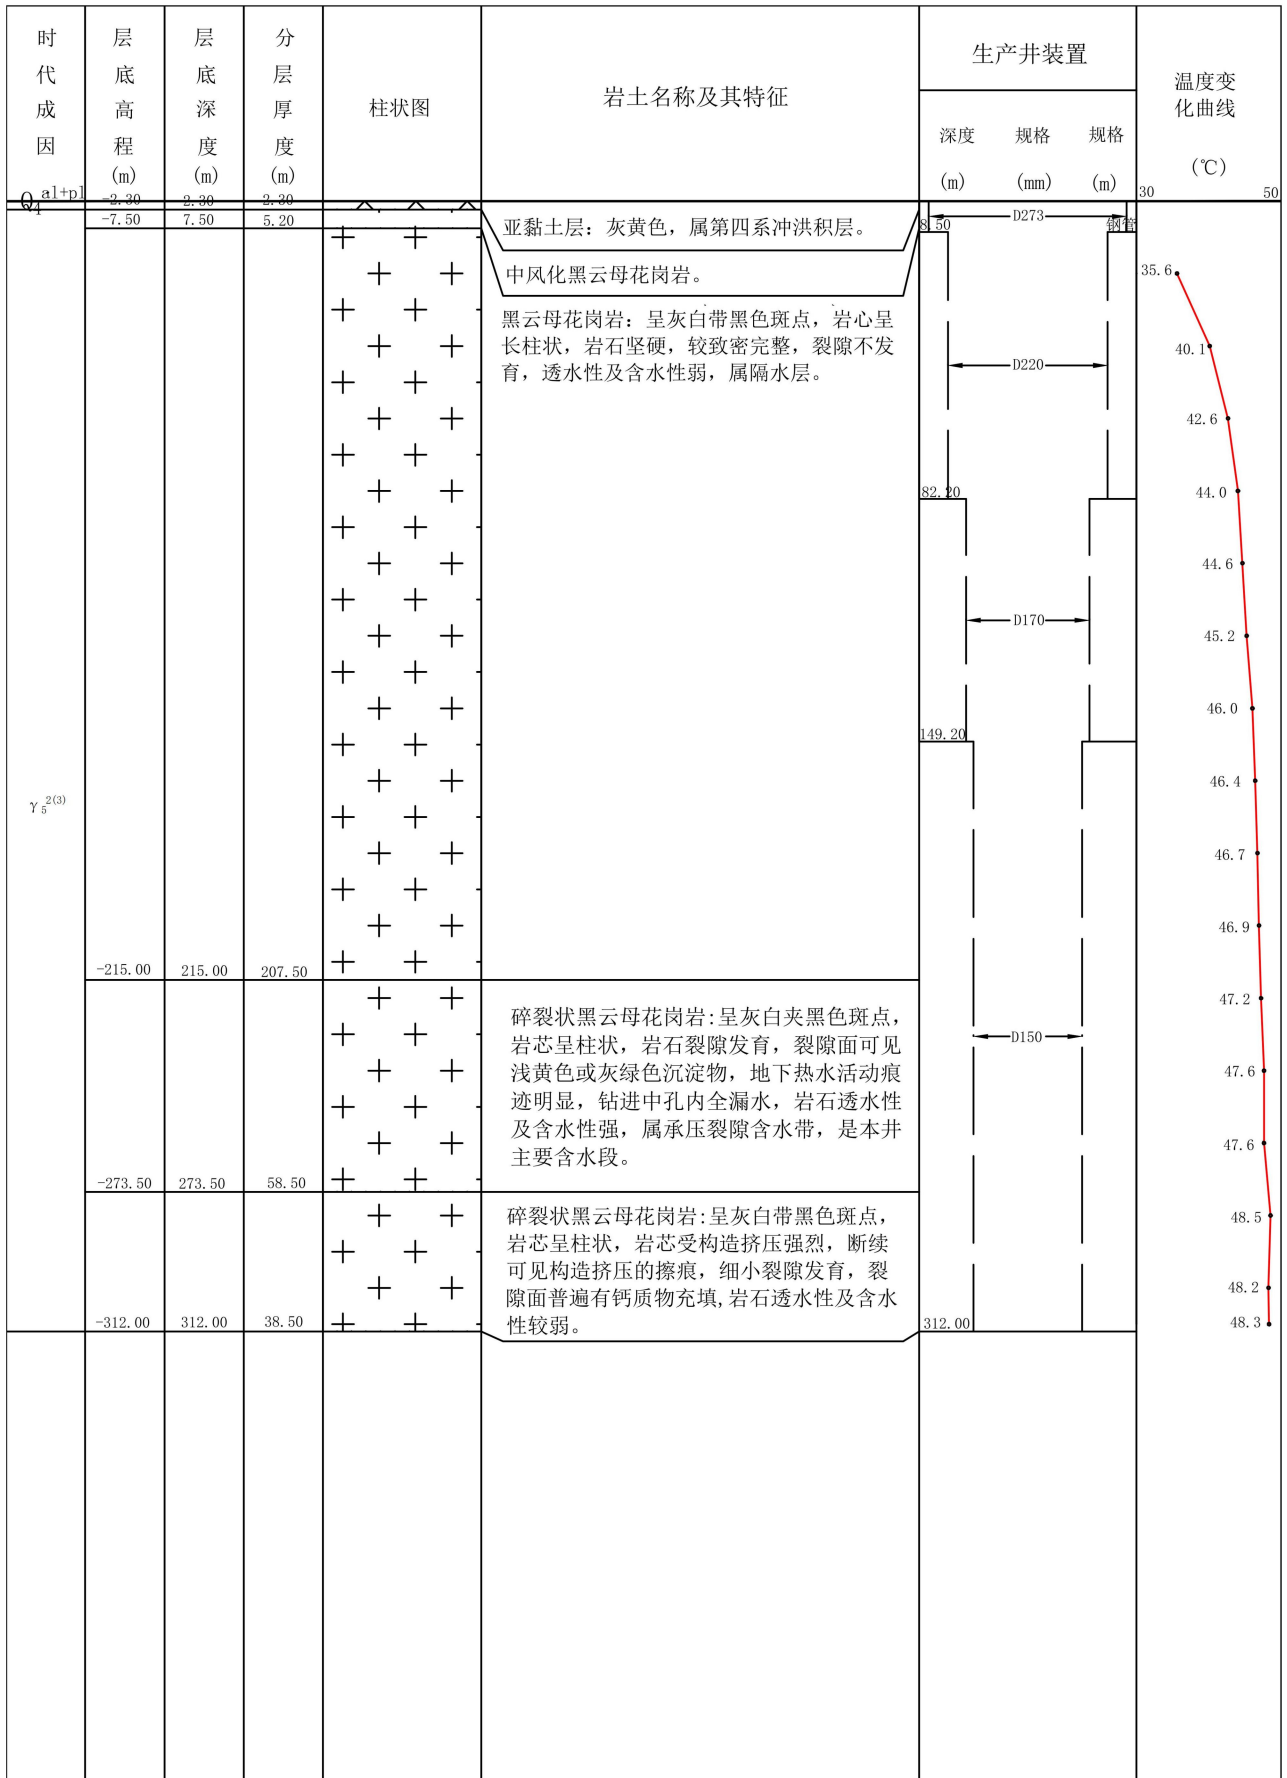 时代成因
层底高程(m)
层底深度(m)
分层厚度(m)
柱状图
岩土名称及其特征
生产井装置
深度(m)
规格(mm)
规格(m)
温度变
化曲线
(℃)
30 50
Q₄ᵃˡ⁺ᵖˡ
-2.30 2.30 2.30
-7.50 7.50 5.20
亚黏土层：灰黄色，属第四系冲洪积层。
中风化黑云母花岗岩。
黑云母花岗岩：呈灰白带黑色斑点，岩心呈
长柱状，岩石坚硬，较致密完整，裂隙不发
育，透水性及含水性弱，属隔水层。
D273
8.50
钢管
D220
82.20
D170
149.20
γ₅²⁽³⁾
-215.00 215.00 207.50
碎裂状黑云母花岗岩:呈灰白夹黑色斑点，
岩芯呈柱状，岩石裂隙发育，裂隙面可见
浅黄色或灰绿色沉淀物，地下热水活动痕
迹明显，钻进中孔内全漏水，岩石透水性
及含水性强，属承压裂隙含水带，是本井
主要含水段。
D150
-273.50 273.50 58.50
碎裂状黑云母花岗岩:呈灰白带黑色斑点，
岩芯呈柱状，岩芯受构造挤压强烈，断续
可见构造挤压的擦痕，细小裂隙发育，裂
隙面普遍有钙质物充填,岩石透水性及含水
性较弱。
-312.00 312.00 38.50
312.00
35.6
40.1
42.6
44.0
44.6
45.2
46.0
46.4
46.7
46.9
47.2
47.6
47.6
48.5
48.2
48.3